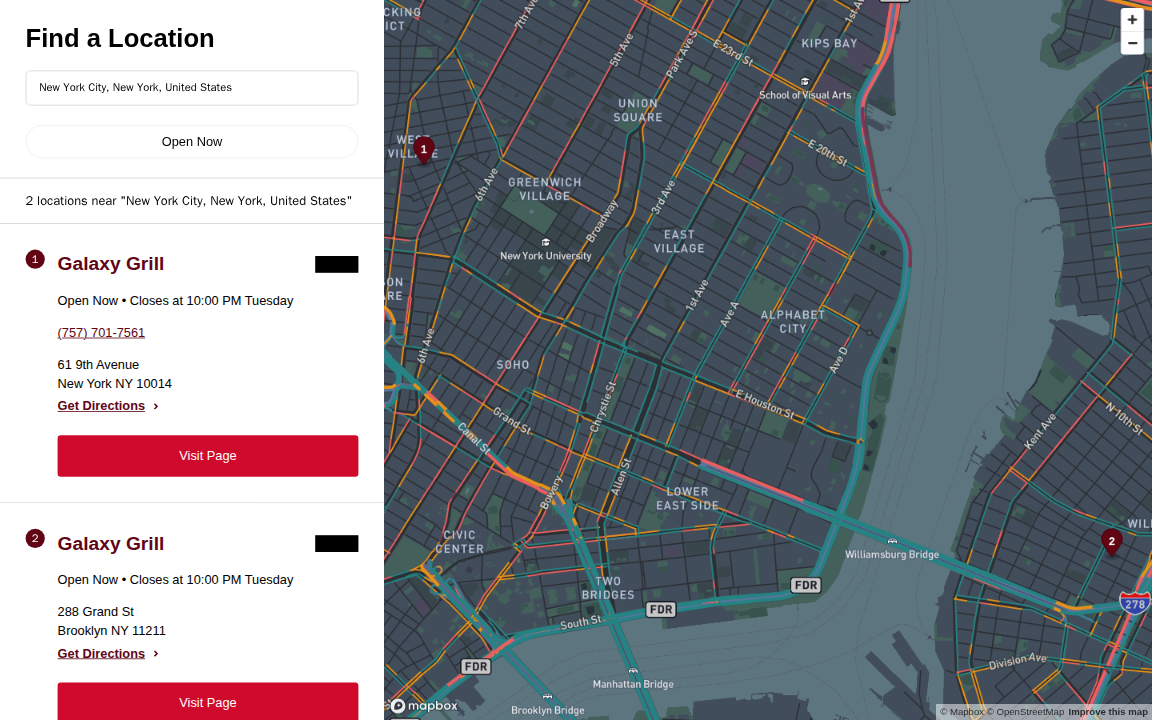 Find a Location
New York City, New York, United States
Open Now
2 locations near "New York City, New York, United States"
1
Galaxy Grill
Open Now • Closes at 10:00 PM Tuesday
(757) 701-7561
61 9th Avenue
New York NY 10014
Get Directions
Visit Page
2
Galaxy Grill
Open Now • Closes at 10:00 PM Tuesday
288 Grand St
Brooklyn NY 11211
Get Directions
Visit Page
CKING
ICT
7th Ave
5th Ave
Park Ave S
E 23rd St
1st Av
KIPS BAY
+
−
School of Visual Arts
UNION
SQUARE
WEST
VILLAGE
1
E 20th St
6th Ave
GREENWICH
VILLAGE
Broadway
3rd Ave
New York University
EAST
VILLAGE
ON
RE
1st Ave
Ave A
ALPHABET
CITY
6th Ave
SOHO
Ave D
Chrystie St
E Houston St
Grand St
Canal St
Kent Ave
N 10th St
Bowery
Allen St
LOWER
EAST SIDE
CIVIC
CENTER
WIL
2
Williamsburg Bridge
TWO
BRIDGES
FDR
FDR
278
South St
FDR
Division Ave
Manhattan Bridge
Brooklyn Bridge
mapbox
© Mapbox © OpenStreetMap Improve this map